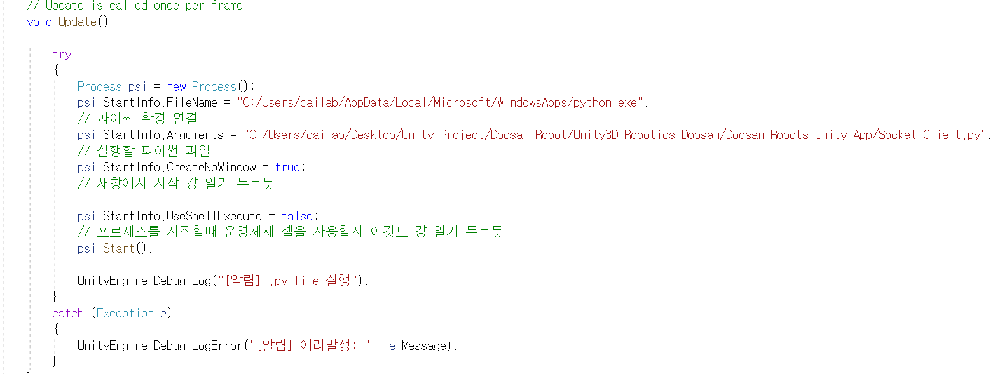 // Update is called once per frame
void Update()
{
try
{
Process psi = new Process();
psi.StartInfo.FileName = "C:/Users/cailab/AppData/Local/Microsoft/WindowsApps/python.exe";
// 파이썬 환경 연결
psi.StartInfo.Arguments = "C:/Users/cailab/Desktop/Unity_Project/Doosan_Robot/Unity3D_Robotics_Doosan/Doosan_Robots_Unity_App/Socket_Client.py";
// 실행할 파이썬 파일
psi.StartInfo.CreateNoWindow = true;
// 새창에서 시작 걍 일케 두는듯
psi.StartInfo.UseShellExecute = false;
// 프로세스를 시작할때 운영체제 셸을 사용할지 이것도 걍 일케 두는듯
psi.Start();
UnityEngine.Debug.Log("[알림] .py file 실행");
}
catch (Exception e)
{
UnityEngine.Debug.LogError("[알림] 에러발생: " + e.Message);
}